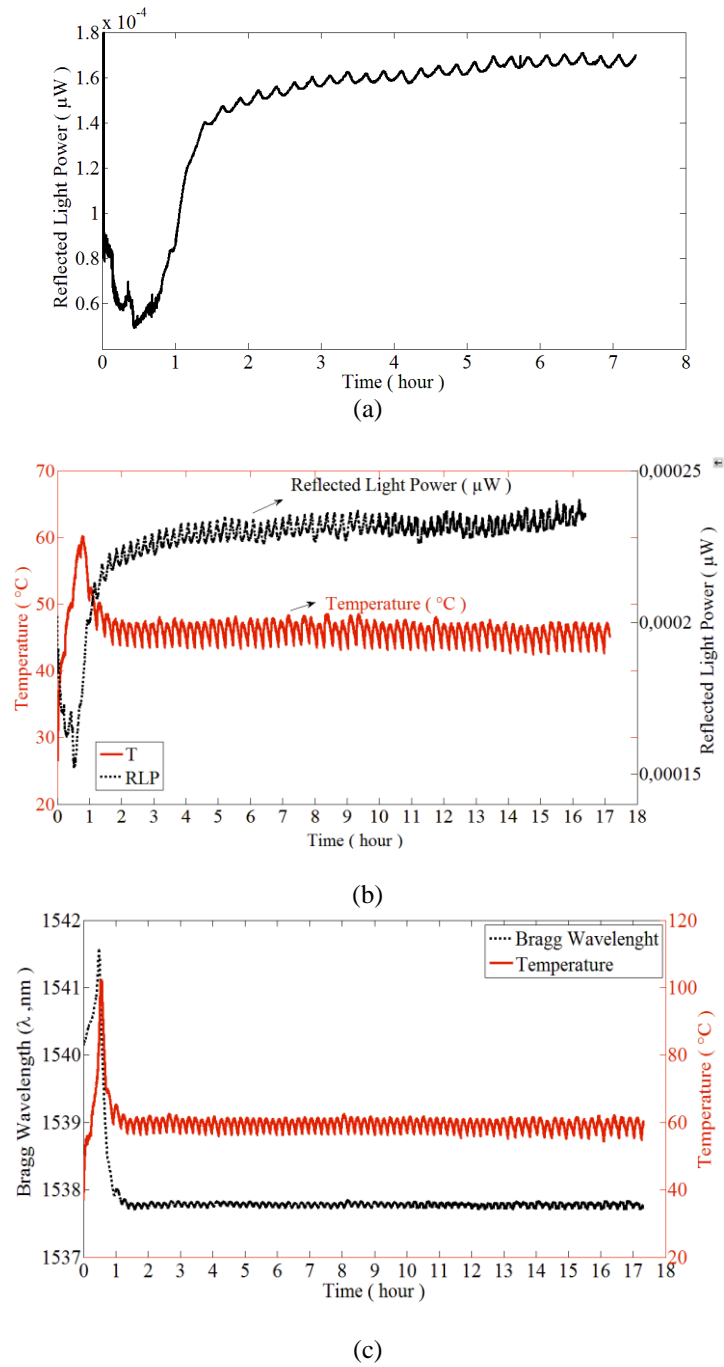 x 10-4
1.8
1.6
1.4
1
0.8
0.6
Reflected Light Power ( µW )
0 1 2 3 4 5 6 7 8
Time ( hour )
(a)
70
60
50
40
30
20
Temperature ( °C )
0,00025
0,0002
0,00015
Reflected Light Power ( µW )
Reflected Light Power ( µW )
Temperature ( °C )
T
RLP
0 1 2 3 4 5 6 7 8 9 10 11 12 13 14 15 16 17 18
Time ( hour )
(b)
1542
1541
1540
1539
1538
1537
Bragg Wavelength (λ ,nm )
120
100
80
60
40
20
Temperature ( °C)
Bragg Wavelenght
Temperature
0 1 2 3 4 5 6 7 8 9 10 11 12 13 14 15 16 17 18
Time ( hour )
(c)